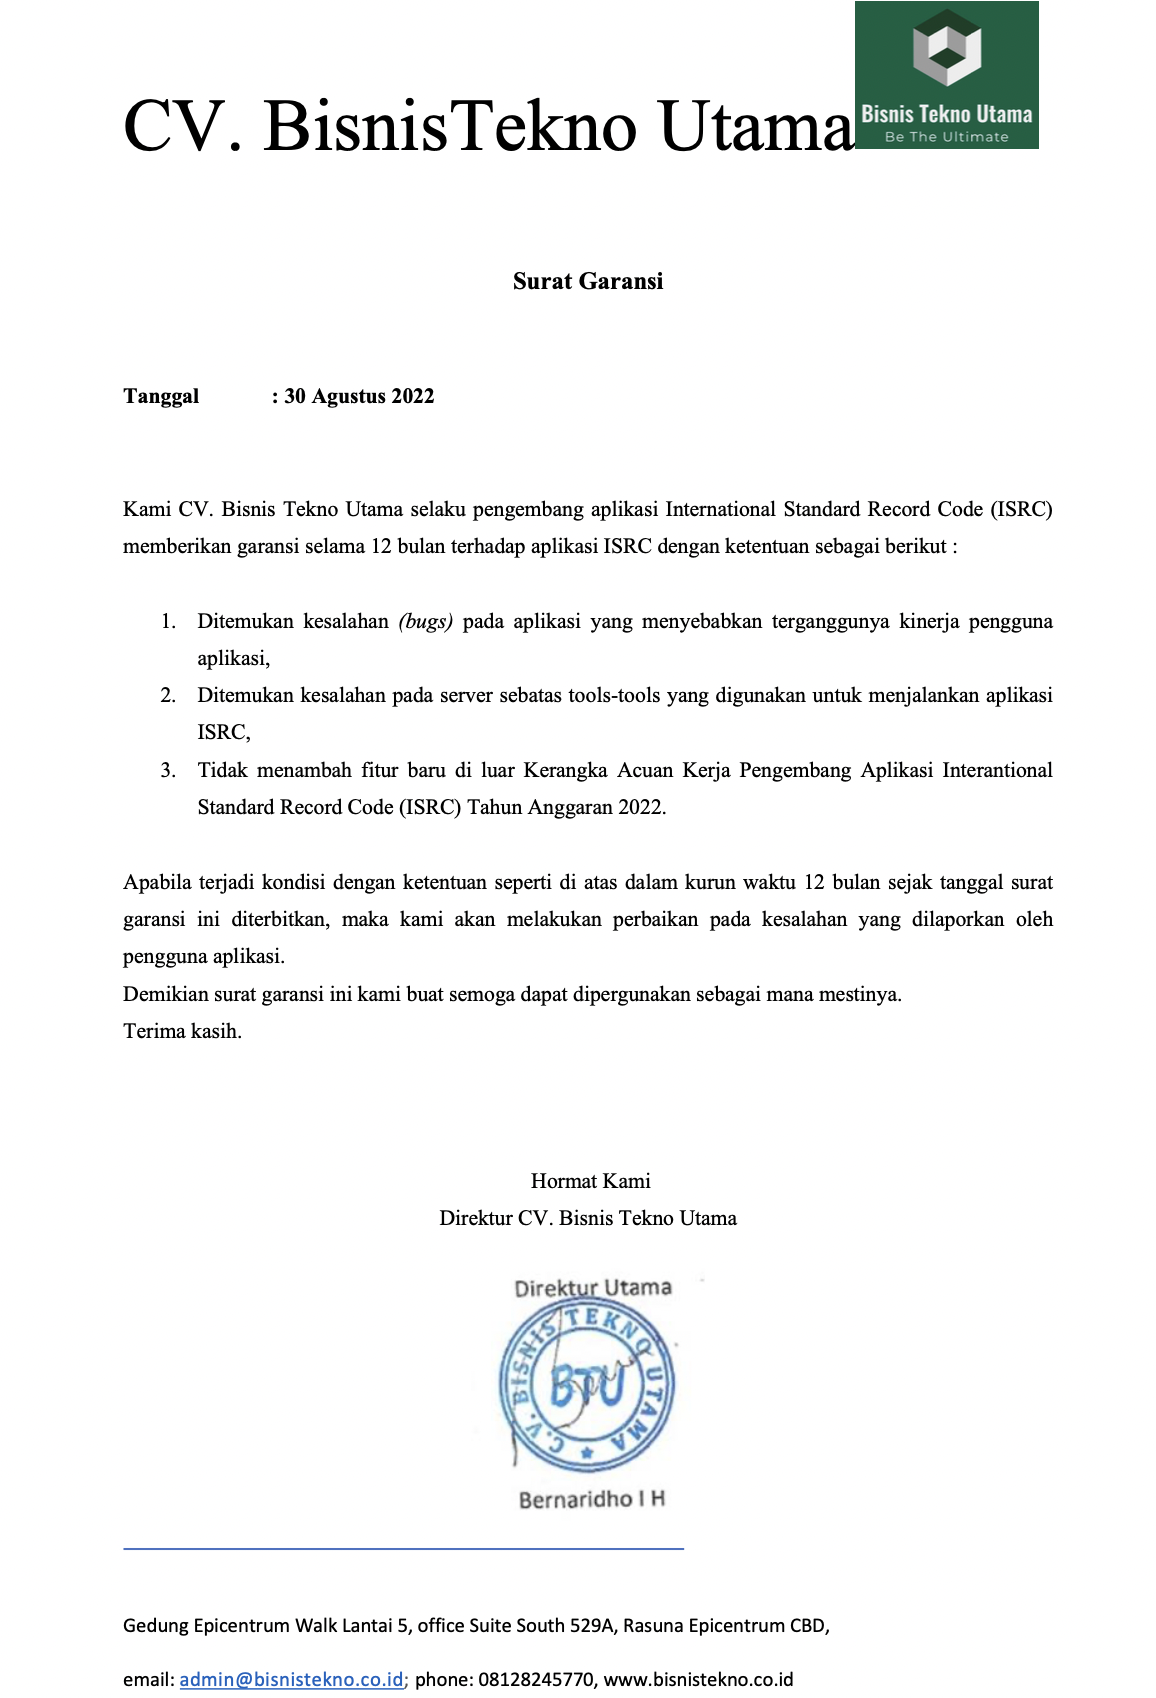 CV. BisnisTekno Utama
Bisnis Tekno Utama
Be The Ultimate
Surat Garansi
Tanggal : 30 Agustus 2022
Kami CV. Bisnis Tekno Utama selaku pengembang aplikasi International Standard Record Code (ISRC)
memberikan garansi selama 12 bulan terhadap aplikasi ISRC dengan ketentuan sebagai berikut :
1. Ditemukan kesalahan (bugs) pada aplikasi yang menyebabkan terganggunya kinerja pengguna
aplikasi,
2. Ditemukan kesalahan pada server sebatas tools-tools yang digunakan untuk menjalankan aplikasi
ISRC,
3. Tidak menambah fitur baru di luar Kerangka Acuan Kerja Pengembang Aplikasi Interantional
Standard Record Code (ISRC) Tahun Anggaran 2022.
Apabila terjadi kondisi dengan ketentuan seperti di atas dalam kurun waktu 12 bulan sejak tanggal surat
garansi ini diterbitkan, maka kami akan melakukan perbaikan pada kesalahan yang dilaporkan oleh
pengguna aplikasi.
Demikian surat garansi ini kami buat semoga dapat dipergunakan sebagai mana mestinya.
Terima kasih.
Hormat Kami
Direktur CV. Bisnis Tekno Utama
Direktur Utama
C.V. BISNIS TEKNO UTAMA
BTU
Bernaridho I H
Gedung Epicentrum Walk Lantai 5, office Suite South 529A, Rasuna Epicentrum CBD,
email: admin@bisnistekno.co.id; phone: 08128245770, www.bisnistekno.co.id